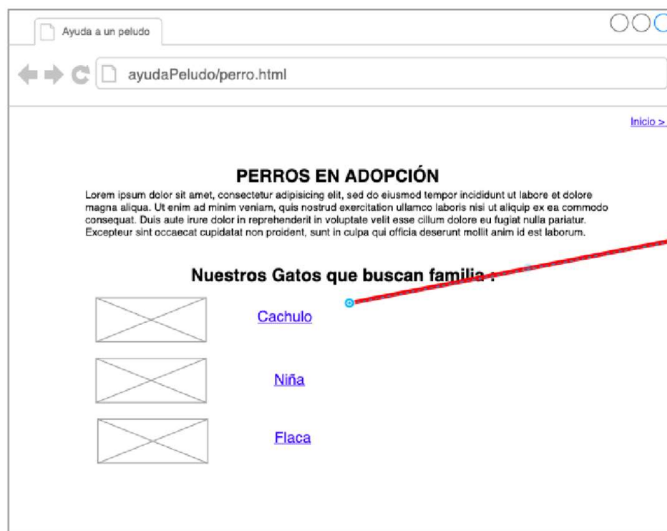 Ayuda a un peludo
ayudaPeludo/perro.html
Inicio >
PERROS EN ADOPCIÓN
Lorem ipsum dolor sit amet, consectetur adipisicing elit, sed do eiusmod tempor incididunt ut labore et dolore
magna aliqua. Ut enim ad minim veniam, quis nostrud exercitation ullamco laboris nisi ut aliquip ex ea commodo
consequat. Duis aute irure dolor in reprehenderit in voluptate velit esse cillum dolore eu fugiat nulla pariatur.
Excepteur sint occaecat cupidatat non proident, sunt in culpa qui officia deserunt mollit anim id est laborum.
Nuestros Gatos que buscan familia :
Cachulo
Niña
Flaca